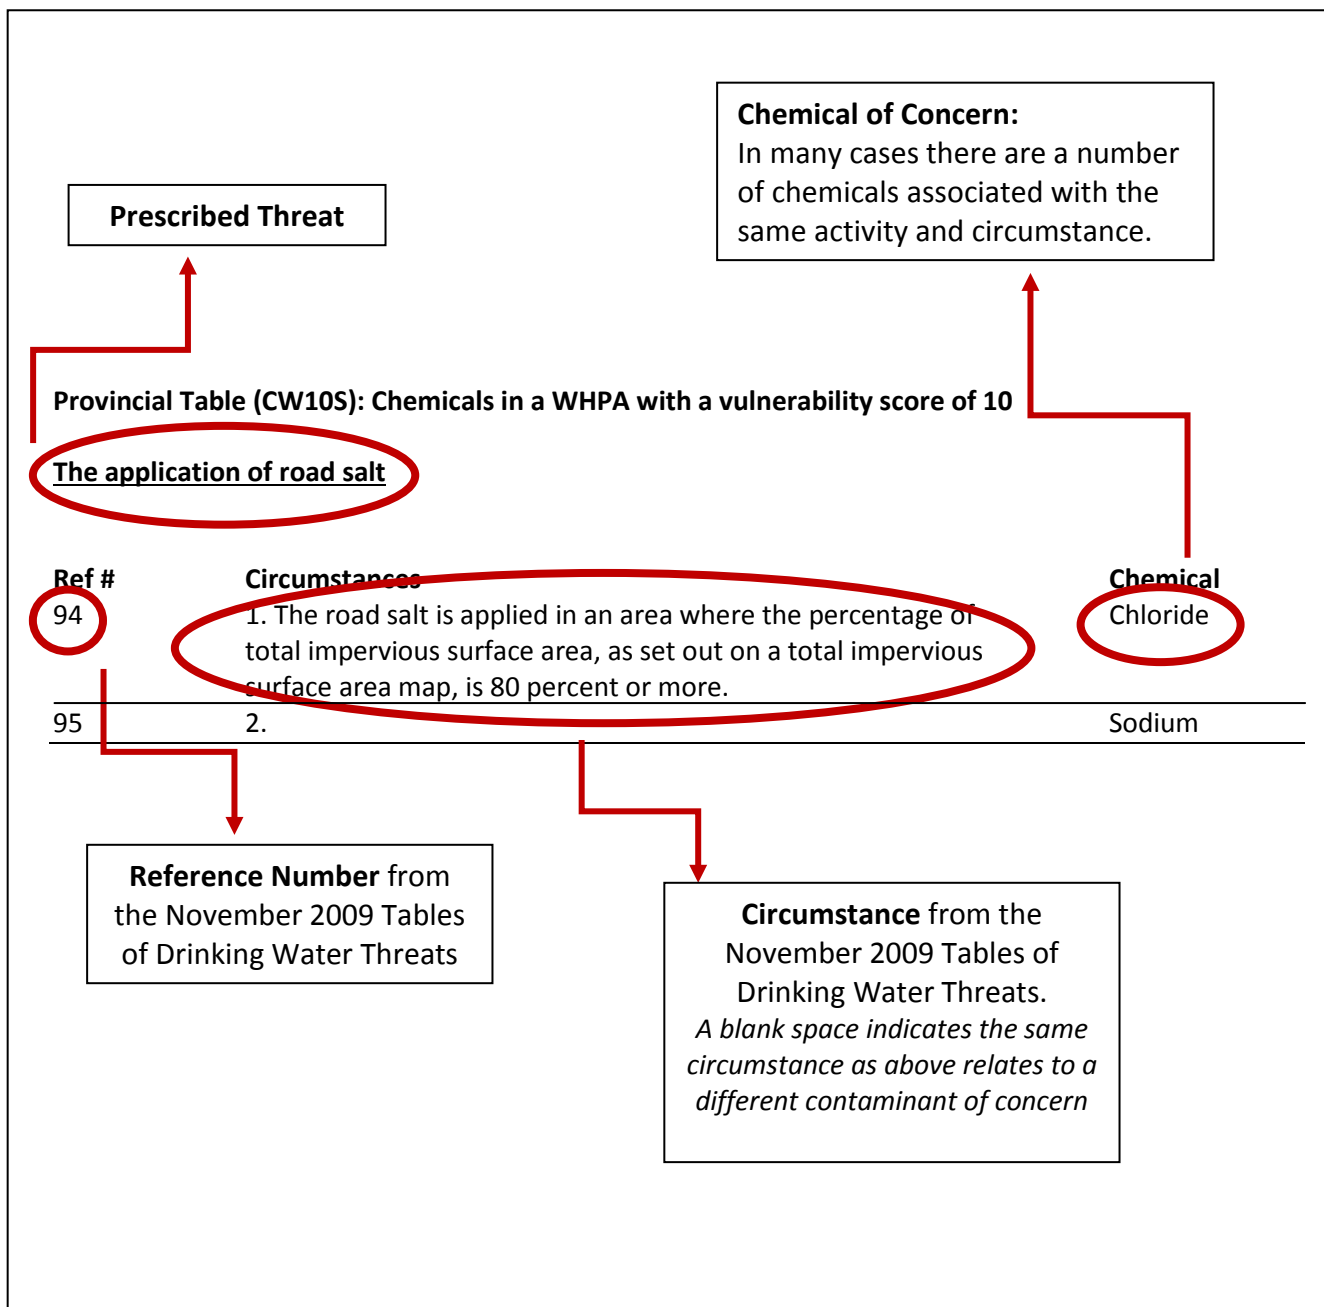 Chemical of Concern:
In many cases there are a number
of chemicals associated with the
same activity and circumstance.
Prescribed Threat
Provincial Table (CW10S): Chemicals in a WHPA with a vulnerability score of 10
The application of road salt
Ref # Circumstances Chemical
94 1. The road salt is applied in an area where the percentage of Chloride
total impervious surface area, as set out on a total impervious
surface area map, is 80 percent or more.
95 2. Sodium
Reference Number from
the November 2009 Tables
of Drinking Water Threats
Circumstance from the
November 2009 Tables of
Drinking Water Threats.
A blank space indicates the same
circumstance as above relates to a
different contaminant of concern